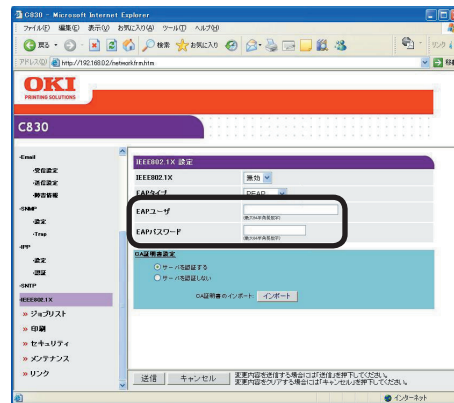 C830 - Microsoft Internet Explorer
ファイル(F) 編集(E) 表示(V) お気に入り(A) ツール(T) ヘルプ(H)
戻る 検索 お気に入り
アドレス(D) http://192.168.0.2/networkfrm.htm 移動
OKI
PRINTING SOLUTIONS
C830
-Email
-受信設定
-送信設定
-障害情報
-SNMP
-設定
-Trap
-IPP
-設定
-認証
-SNTP
-IEEE802.1X
» ジョブリスト
» 印刷
» セキュリティ
» メンテナンス
» リンク
IEEE802.1X 設定
IEEE802.1X 無効
EAPタイプ PEAP
EAPユーザ
(最大64半角英数字)
EAPパスワード
(最大64半角英数字)
CA証明書設定
サーバを認証する
サーバを認証しない
CA証明書のインポート: インポート
送信 キャンセル
変更内容を送信する場合には「送信」を押下してください。
変更内容をクリアする場合には「キャンセル」を押下してください。
インターネット